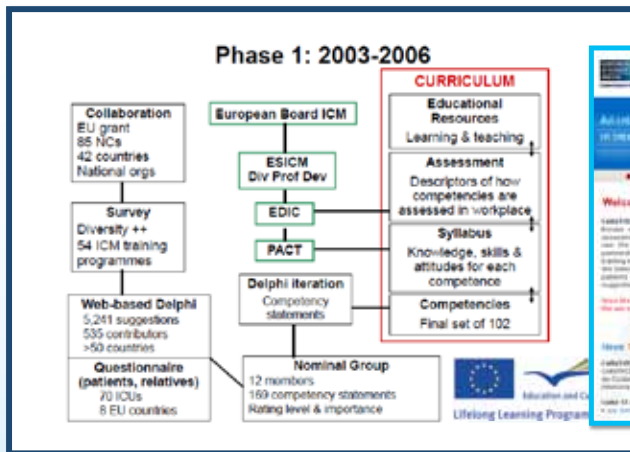 Phase 1: 2003-2006
Collaboration
EU grant
85 NCs
42 countries
National orgs
Survey
Diversity ++
54 ICM training
programmes
Web-based Delphi
5,241 suggestions
535 contributors
>50 countries
Questionnaire
(patients, relatives)
70 ICUs
8 EU countries
European Board ICM
ESICM
Div Prof Dev
EDIC
PACT
Delphi iteration
Competency
statements
Nominal Group
12 members
169 competency statements
Rating level & importance
CURRICULUM
Educational
Resources
Learning & teaching
Assessment
Descriptors of how
competencies are
assessed in workplace
Syllabus
Knowledge, skills &
attitudes for each
competence
Competencies
Final set of 102
Education and Cu
Lifelong Learning Program